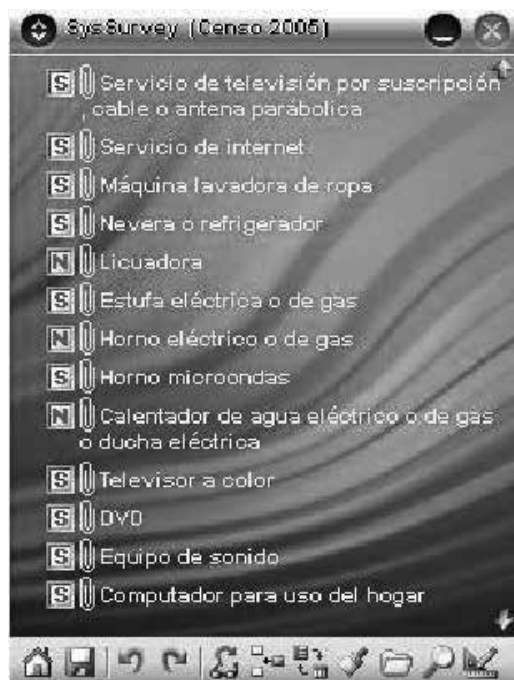 SysSurvey (Censo 2005)
S Servicio de televisión por suscripción
, cable o antena parábolica
S Servicio de internet
S Máquina lavadora de ropa
S Nevera o refrigerador
N Licuadora
S Estufa eléctrica o de gas
N Horno eléctrico o de gas
S Horno microondas
N Calentador de agua eléctrico o de gas
o ducha eléctrica
S Televisor a color
S DVD
S Equipo de sonido
S Computador para uso del hogar